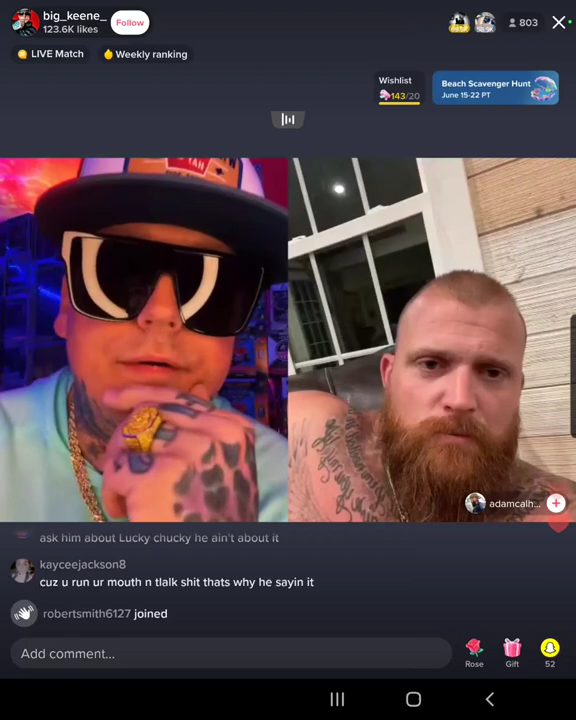 big_keene_
123.6K likes
Follow
803
LIVE Match
Weekly ranking
Wishlist
143/20
Beach Scavenger Hunt
June 15-22 PT
adamcalh...
ask him about Lucky chucky he ain't about it
kayceejackson8
cuz u run ur mouth n tlalk shit thats why he sayin it
robertsmith6127 joined
Add comment...
Rose
Gift
52